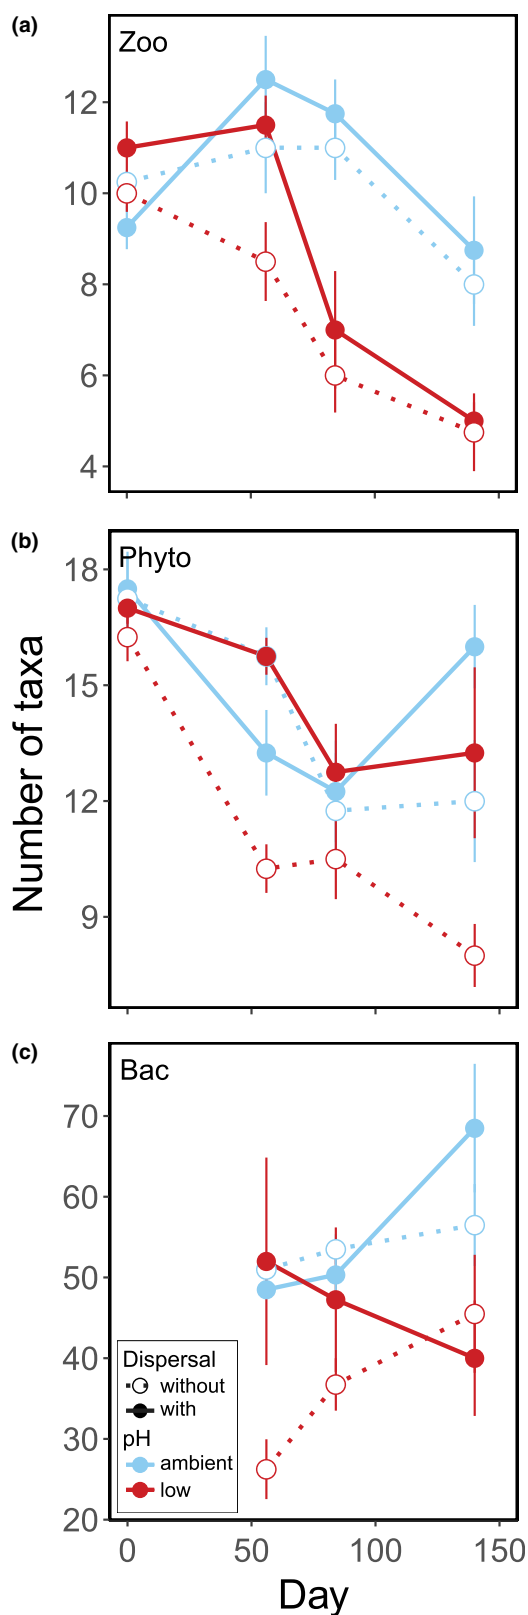 (a)
Zoo
12
10
8
6
4
(b)
Phyto
18
15
12
9
Number of taxa
(c)
Bac
70
60
50
40
30
20
Dispersal
without
with
pH
ambient
low
0 50 100 150
Day